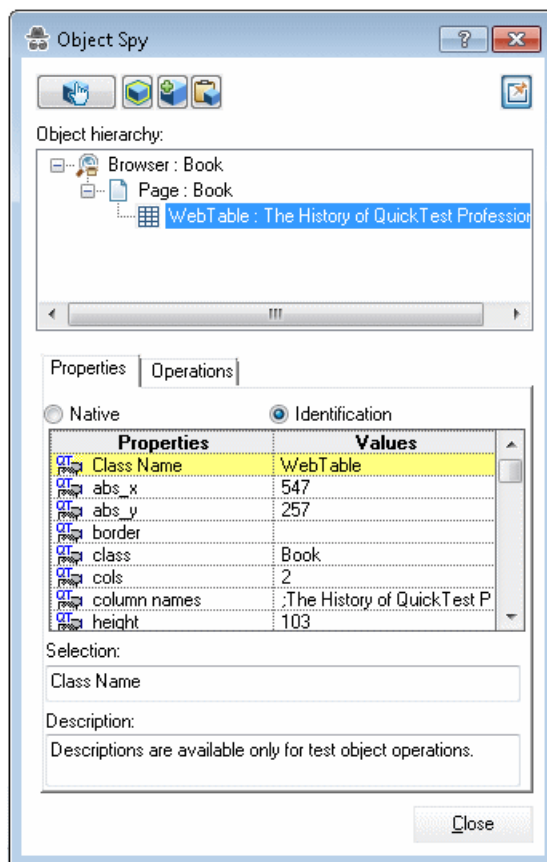 Object Spy
Object hierarchy:
Browser : Book
Page : Book
WebTable : The History of QuickTest Profession
Properties Operations
Native Identification
Properties Values
Class Name WebTable
abs_x 547
abs_y 257
border
class Book
cols 2
column names ;The History of QuickTest P
height 103
Selection:
Class Name
Description:
Descriptions are available only for test object operations.
Close